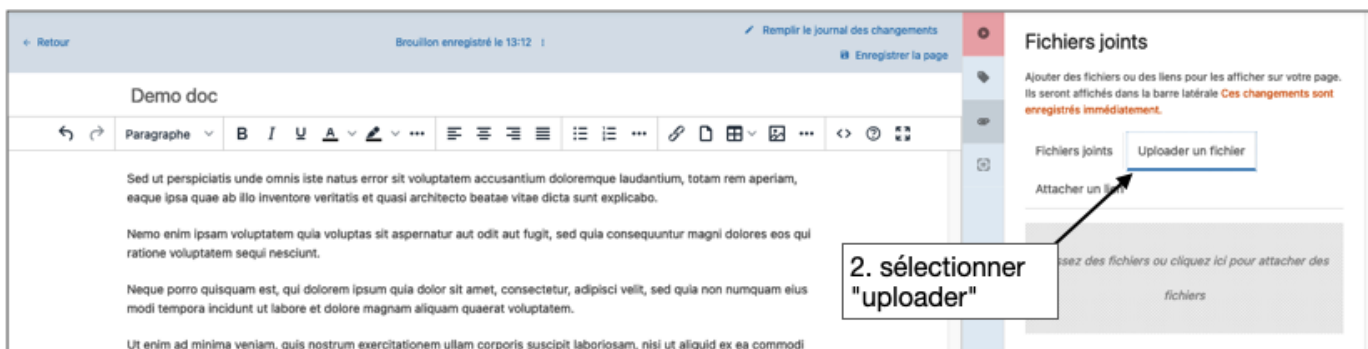 ← Retour
Brouillon enregistré le 13:12
Remplir le journal des changements
Enregistrer la page
Demo doc
Paragraphe
B I U A
Sed ut perspiciatis unde omnis iste natus error sit voluptatem accusantium doloremque laudantium, totam rem aperiam,
eaque ipsa quae ab illo inventore veritatis et quasi architecto beatae vitae dicta sunt explicabo.
Nemo enim ipsam voluptatem quia voluptas sit aspernatur aut odit aut fugit, sed quia consequuntur magni dolores eos qui
ratione voluptatem sequi nesciunt.
Neque porro quisquam est, qui dolorem ipsum quia dolor sit amet, consectetur, adipisci velit, sed quia non numquam eius
modi tempora incidunt ut labore et dolore magnam aliquam quaerat voluptatem.
Ut enim ad minima veniam, quis nostrum exercitationem ullam corporis suscipit laboriosam, nisi ut aliquid ex ea commodi
Fichiers joints
Ajouter des fichiers ou des liens pour les afficher sur votre page.
Ils seront affichés dans la barre latérale Ces changements sont
enregistrés immédiatement.
Fichiers joints
Uploader un fichier
Attacher un lien
2. sélectionner
"uploader"
ssez des fichiers ou cliquez ici pour attacher des
fichiers